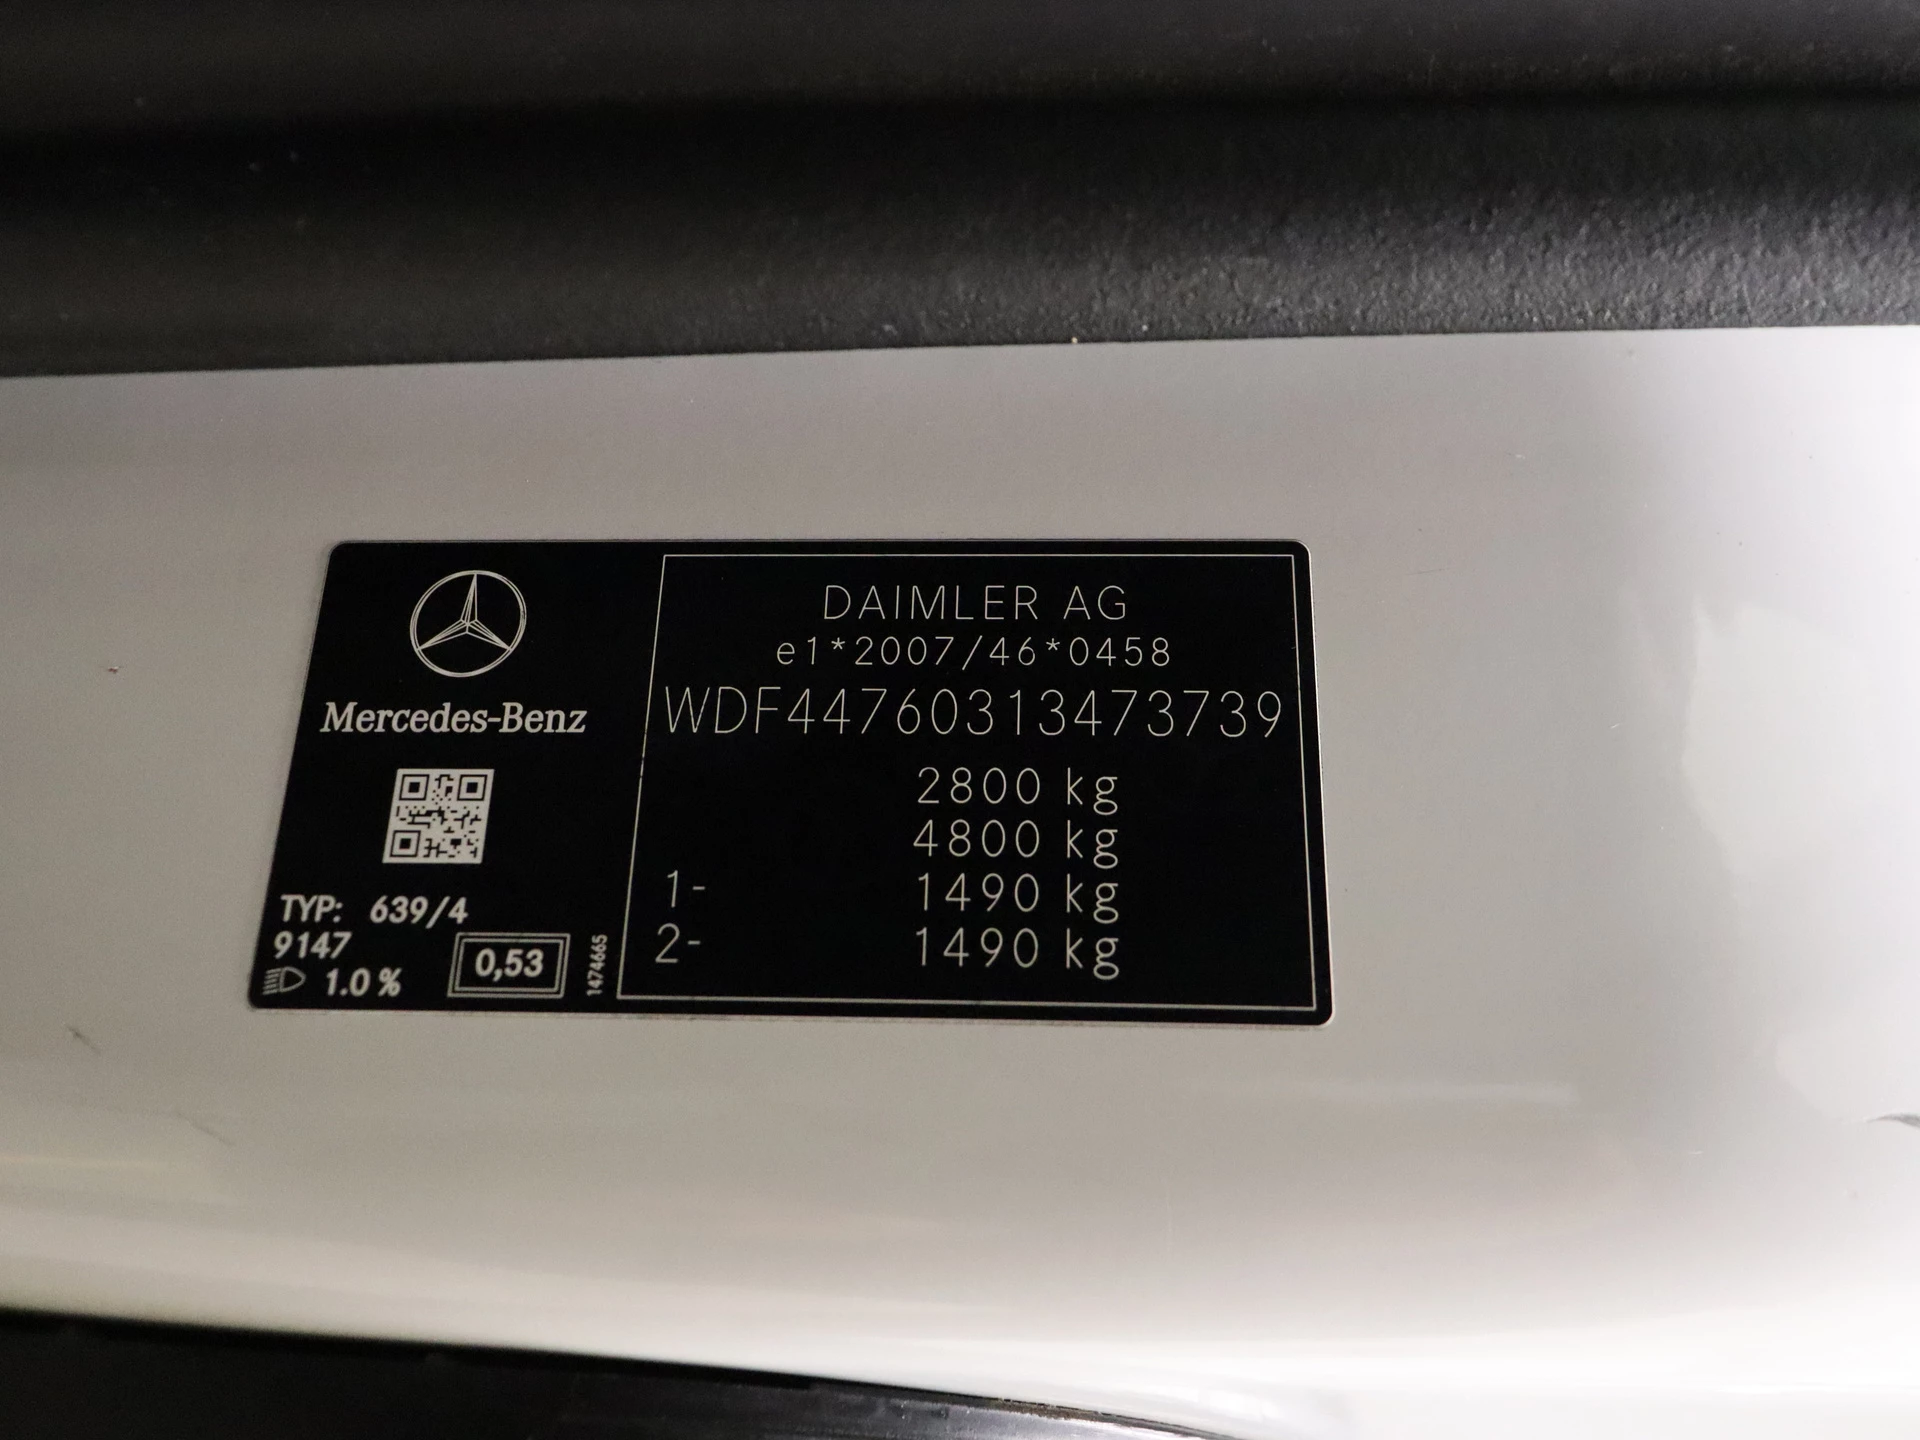 Mercedes-Benz
TYP: 639/4
9147
1.0 %
0,53
1474665
DAIMLER AG
e1*2007/46*0458
WDF44760313473739
2800 kg
4800 kg
1- 1490 kg
2- 1490 kg